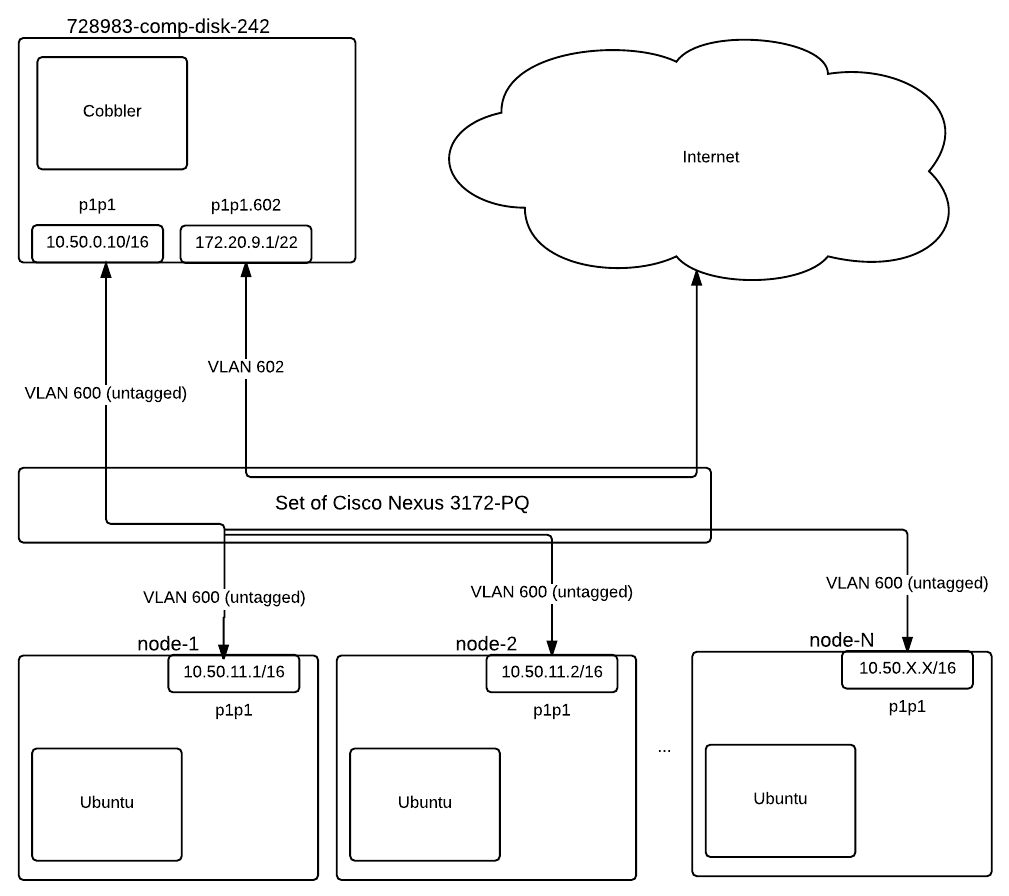 728983-comp-disk-242
Cobbler
Internet
p1p1
p1p1.602
10.50.0.10/16
172.20.9.1/22
VLAN 602
VLAN 600 (untagged)
Set of Cisco Nexus 3172-PQ
VLAN 600 (untagged)
VLAN 600 (untagged)
VLAN 600 (untagged)
node-1
node-2
node-N
10.50.11.1/16
10.50.11.2/16
10.50.X.X/16
p1p1
p1p1
p1p1
...
Ubuntu
Ubuntu
Ubuntu